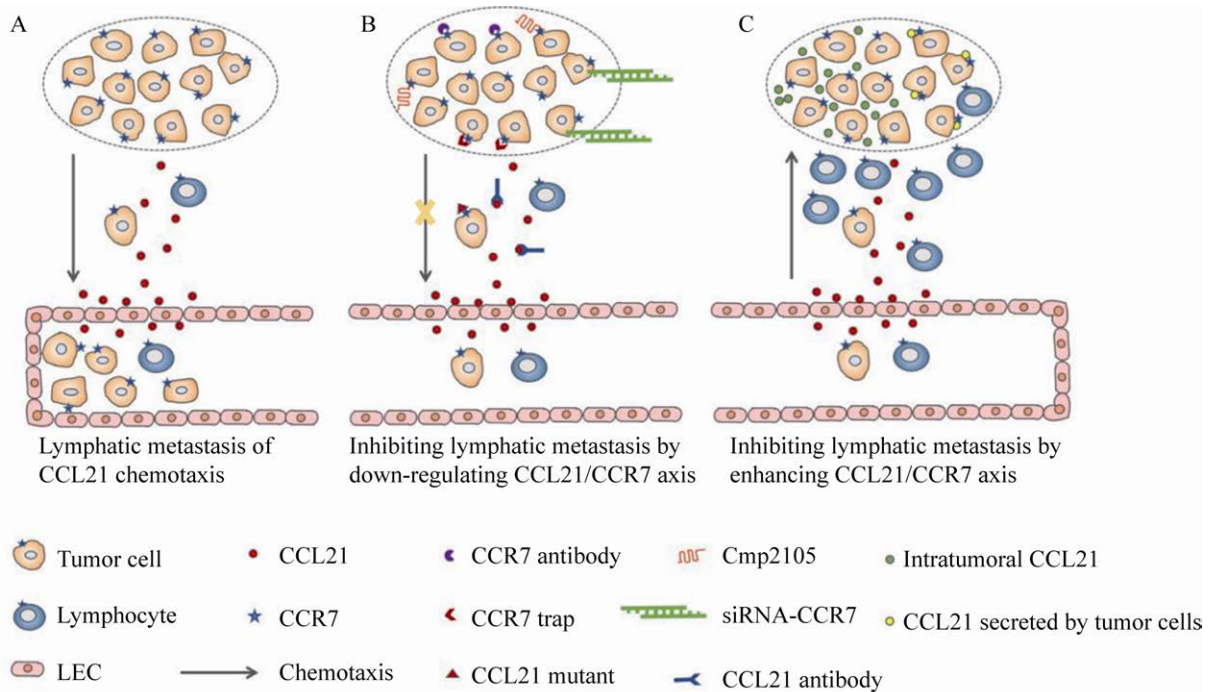 A
B
C
Lymphatic metastasis of
CCL21 chemotaxis
Inhibiting lymphatic metastasis by
down-regulating CCL21/CCR7 axis
Inhibiting lymphatic metastasis by
enhancing CCL21/CCR7 axis
Tumor cell
CCL21
CCR7 antibody
Cmp2105
Intratumoral CCL21
Lymphocyte
CCR7
CCR7 trap
siRNA-CCR7
CCL21 secreted by tumor cells
LEC
Chemotaxis
CCL21 mutant
CCL21 antibody